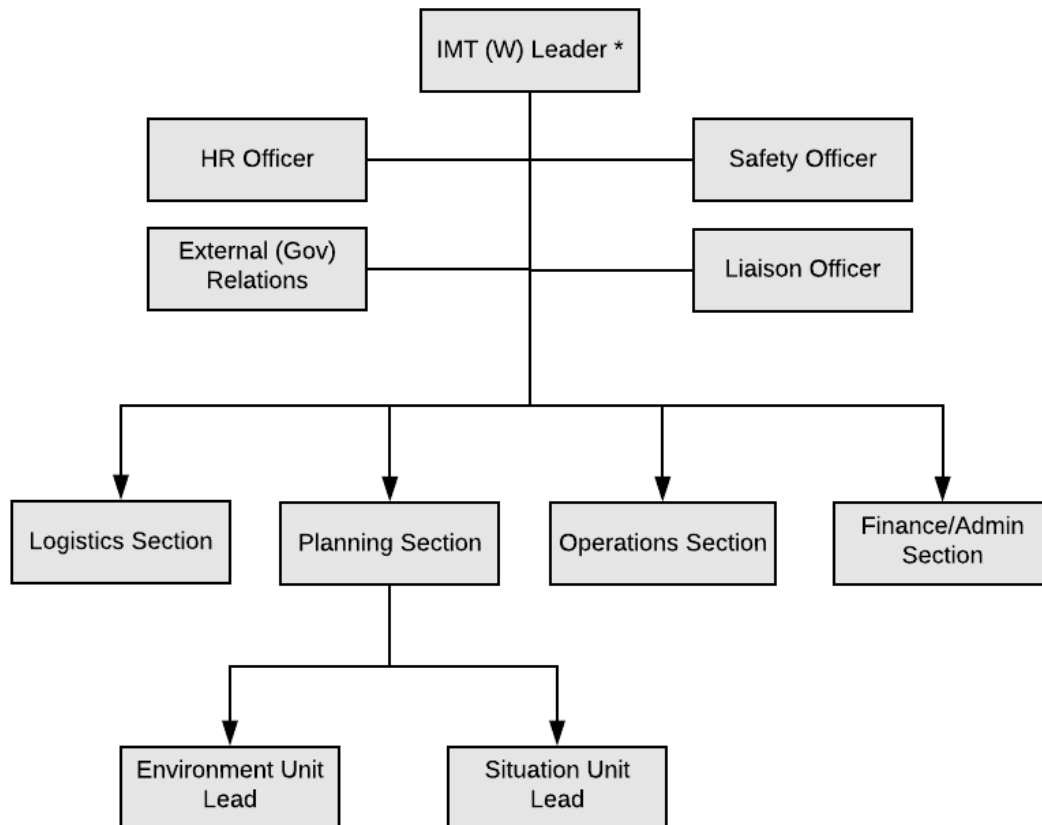 IMT (W) Leader *
HR Officer
Safety Officer
External (Gov)
Relations
Liaison Officer
Logistics Section
Planning Section
Operations Section
Finance/Admin
Section
Environment Unit
Lead
Situation Unit
Lead